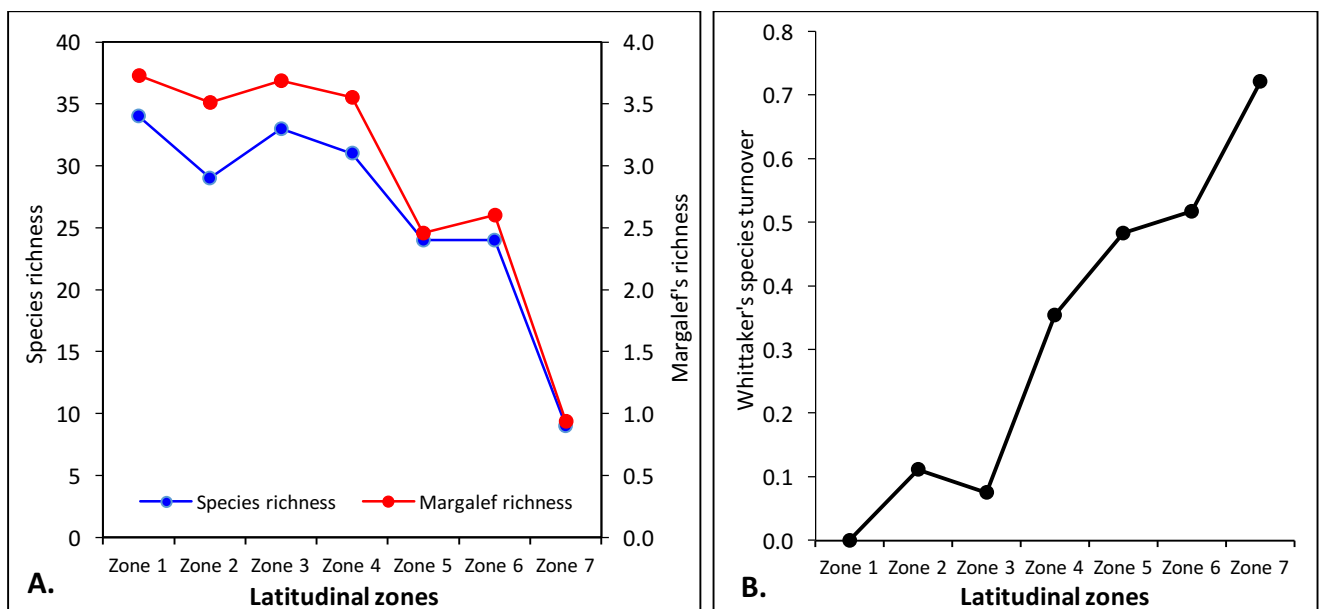 40
35
30
25
20
15
10
5
0
Species richness
4.0
3.5
3.0
2.5
2.0
1.5
1.0
0.5
0.0
Margalef's richness
Species richness
Margalef richness
Zone 1 Zone 2 Zone 3 Zone 4 Zone 5 Zone 6 Zone 7
A.
Latitudinal zones
0.8
0.7
0.6
0.5
0.4
0.3
0.2
0.1
0.0
Whittaker's species turnover
Zone 1 Zone 2 Zone 3 Zone 4 Zone 5 Zone 6 Zone 7
B.
Latitudinal zones